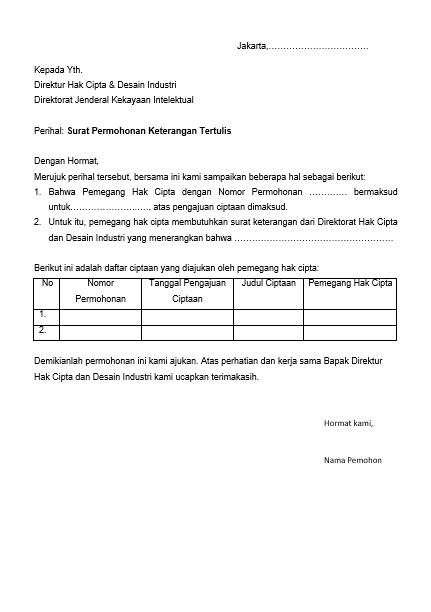 Jakarta,……………………………
Kepada Yth.
Direktur Hak Cipta & Desain Industri
Direktorat Jenderal Kekayaan Intelektual
Perihal: Surat Permohonan Keterangan Tertulis
Dengan Hormat,
Merujuk perihal tersebut, bersama ini kami sampaikan beberapa hal sebagai berikut:
1. Bahwa Pemegang Hak Cipta dengan Nomor Permohonan ………… bermaksud
untuk………………….… atas pengajuan ciptaan dimaksud.
2. Untuk itu, pemegang hak cipta membutuhkan surat keterangan dari Direktorat Hak Cipta
dan Desain Industri yang menerangkan bahwa ……………………………………………
Berikut ini adalah daftar ciptaan yang diajukan oleh pemegang hak cipta:
No Nomor Permohonan Tanggal Pengajuan Ciptaan Judul Ciptaan Pemegang Hak Cipta
1.
2.
Demikianlah permohonan ini kami ajukan. Atas perhatian dan kerja sama Bapak Direktur
Hak Cipta dan Desain Industri kami ucapkan terimakasih.
Hormat kami,
Nama Pemohon